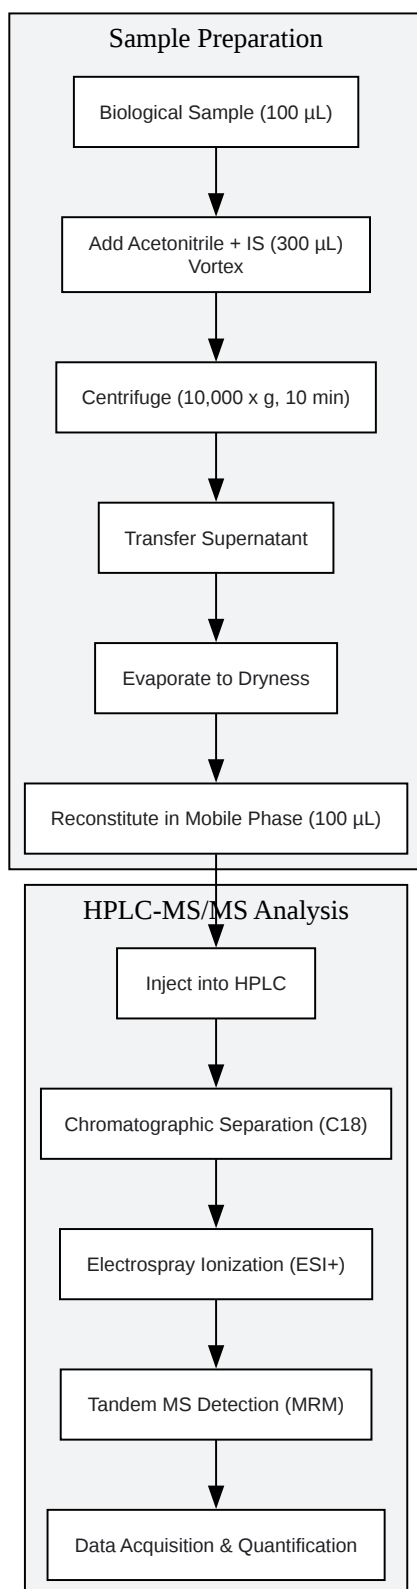 Sample Preparation
Biological Sample (100 µL)
Add Acetonitrile + IS (300 µL)
Vortex
Centrifuge (10,000 x g, 10 min)
Transfer Supernatant
Evaporate to Dryness
Reconstitute in Mobile Phase (100 µL)
HPLC-MS/MS Analysis
Inject into HPLC
Chromatographic Separation (C18)
Electrospray Ionization (ESI+)
Tandem MS Detection (MRM)
Data Acquisition & Quantification